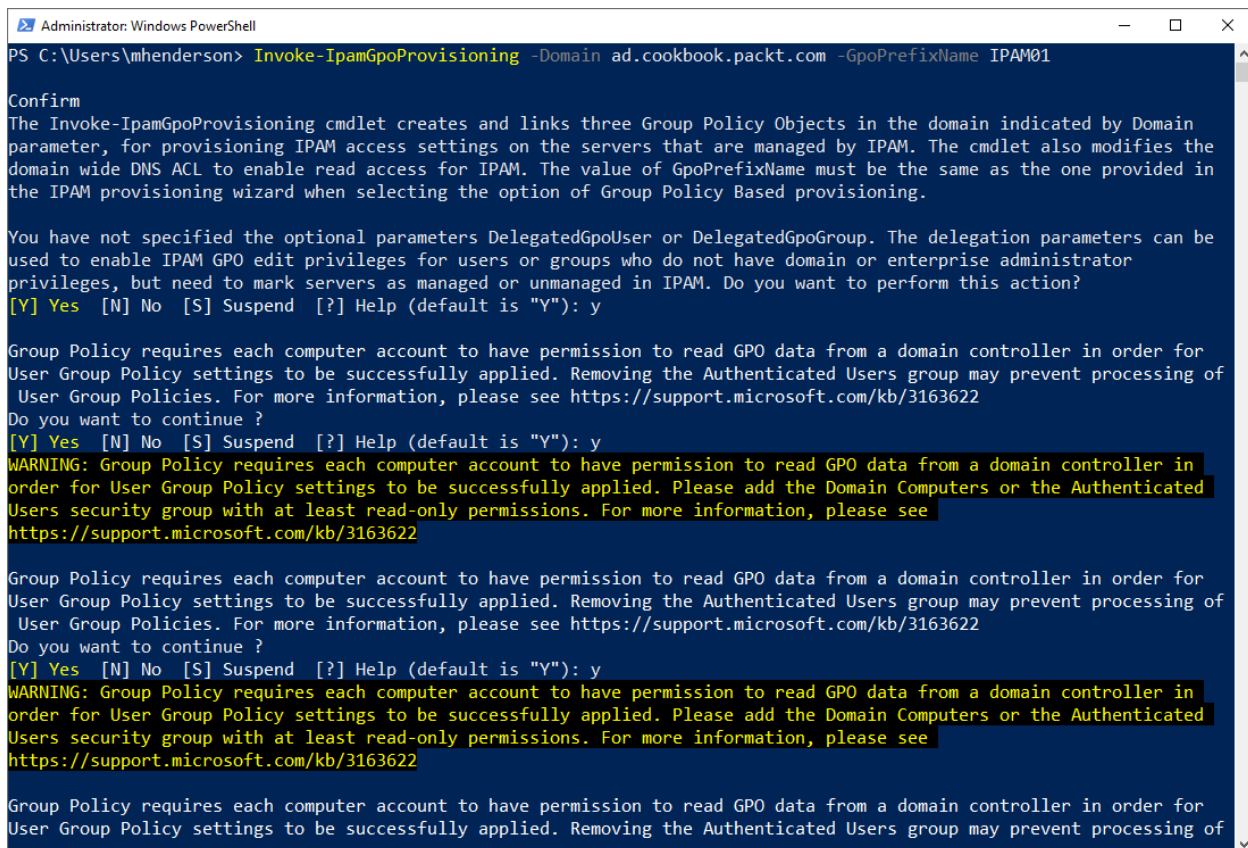 Administrator: Windows PowerShell
PS C:\Users\mhenderson> Invoke-IpamGpoProvisioning -Domain ad.cookbook.packt.com -GpoPrefixName IPAM01
Confirm
The Invoke-IpamGpoProvisioning cmdlet creates and links three Group Policy Objects in the domain indicated by Domain
parameter, for provisioning IPAM access settings on the servers that are managed by IPAM. The cmdlet also modifies the
domain wide DNS ACL to enable read access for IPAM. The value of GpoPrefixName must be the same as the one provided in
the IPAM provisioning wizard when selecting the option of Group Policy Based provisioning.
You have not specified the optional parameters DelegatedGpoUser or DelegatedGpoGroup. The delegation parameters can be
used to enable IPAM GPO edit privileges for users or groups who do not have domain or enterprise administrator
privileges, but need to mark servers as managed or unmanaged in IPAM. Do you want to perform this action?
[Y] Yes  [N] No  [S] Suspend  [?] Help (default is "Y"): y
Group Policy requires each computer account to have permission to read GPO data from a domain controller in order for
User Group Policy settings to be successfully applied. Removing the Authenticated Users group may prevent processing of
 User Group Policies. For more information, please see https://support.microsoft.com/kb/3163622
Do you want to continue ?
[Y] Yes  [N] No  [S] Suspend  [?] Help (default is "Y"): y
WARNING: Group Policy requires each computer account to have permission to read GPO data from a domain controller in
order for User Group Policy settings to be successfully applied. Please add the Domain Computers or the Authenticated
Users security group with at least read-only permissions. For more information, please see
https://support.microsoft.com/kb/3163622
Group Policy requires each computer account to have permission to read GPO data from a domain controller in order for
User Group Policy settings to be successfully applied. Removing the Authenticated Users group may prevent processing of
 User Group Policies. For more information, please see https://support.microsoft.com/kb/3163622
Do you want to continue ?
[Y] Yes  [N] No  [S] Suspend  [?] Help (default is "Y"): y
WARNING: Group Policy requires each computer account to have permission to read GPO data from a domain controller in
order for User Group Policy settings to be successfully applied. Please add the Domain Computers or the Authenticated
Users security group with at least read-only permissions. For more information, please see
https://support.microsoft.com/kb/3163622
Group Policy requires each computer account to have permission to read GPO data from a domain controller in order for
User Group Policy settings to be successfully applied. Removing the Authenticated Users group may prevent processing of